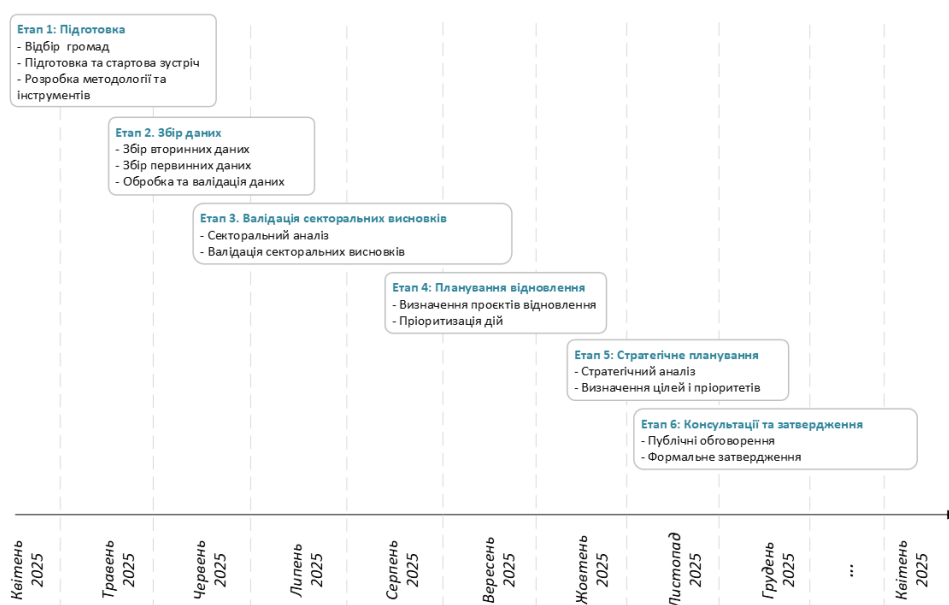 Етап 1: Підготовка
- Відбір громад
- Підготовка та стартова зустріч
- Розробка методології та
інструментів
Етап 2. Збір даних
- Збір вторинних даних
- Збір первинних даних
- Обробка та валідація даних
Етап 3. Валідація секторальних висновків
- Секторальний аналіз
- Валідація секторальних висновків
Етап 4: Планування відновлення
- Визначення проєктів відновлення
- Пріоритизація дій
Етап 5: Стратегічне планування
- Стратегічний аналіз
- Визначення цілей і пріоритетів
Етап 6: Консультації та затвердження
- Публічні обговорення
- Формальне затвердження
Квітень
2025
Травень
2025
Червень
2025
Липень
2025
Серпень
2025
Вересень
2025
Жовтень
2025
Листопад
2025
Грудень
2025
...
Квітень
2025